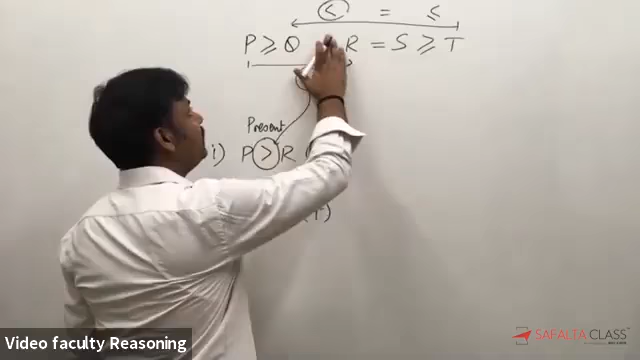 < = ≤
P ≥ Q R = S ≥ T
Present
i) P > R (
(T)
Video faculty Reasoning
SAFALTA CLASS